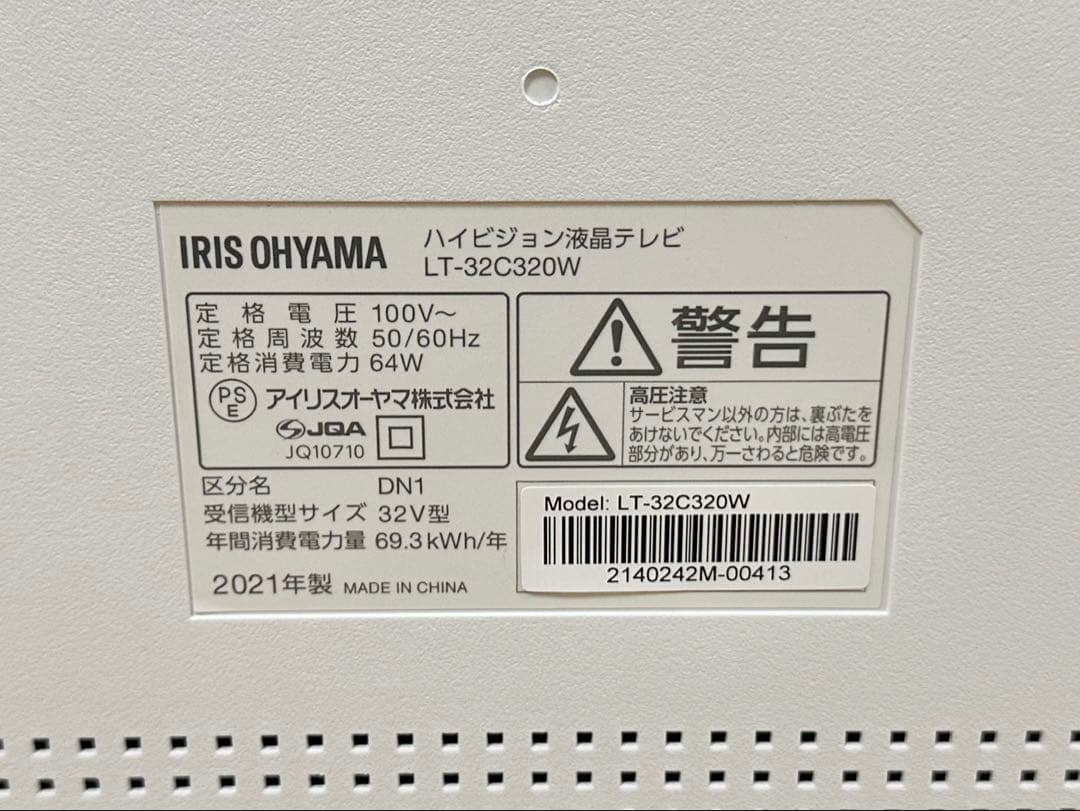 IRIS OHYAMA
ハイビジョン液晶テレビ
LT-32C320W
定格電圧 100V～
定格周波数 50/60Hz
定格消費電力 64W
PS
E
アイリスオーヤマ株式会社
JQA
JQ10710
警告
高圧注意
サービスマン以外の方は、裏ぶたを
あけないでください。内部には高電圧
部分があり、万一さわると危険です。
区分名 DN1
受信機型サイズ 32V型
年間消費電力量 69.3kWh/年
2021年製 MADE IN CHINA
Model: LT-32C320W
2140242M-00413